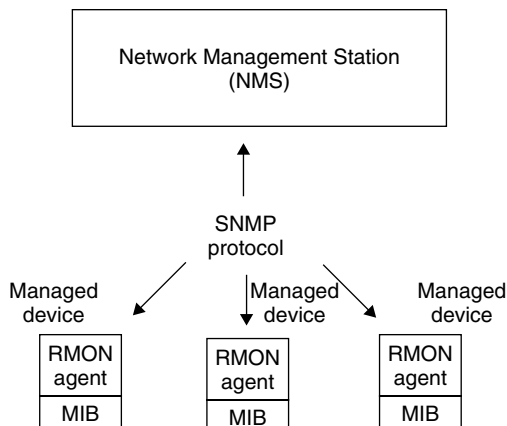 Network Management Station
(NMS)
SNMP
protocol
Managed
device
Managed
device
Managed
device
RMON
agent
MIB
RMON
agent
MIB
RMON
agent
MIB